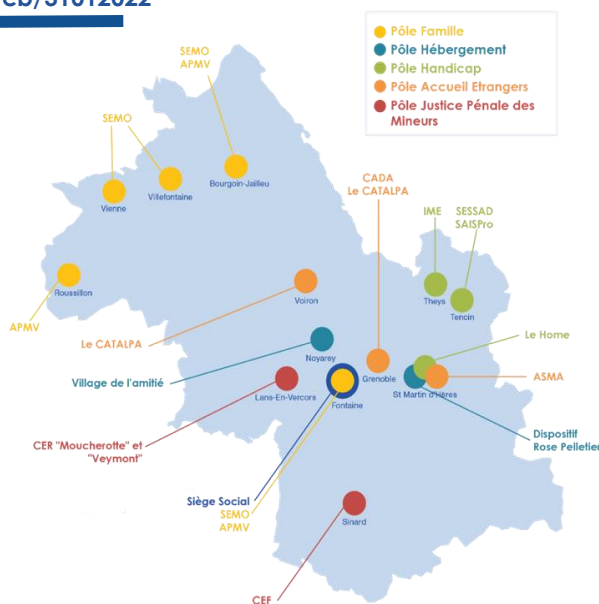 cb/31012022
Pôle Famille
Pôle Hébergement
Pôle Handicap
Pôle Accueil Etrangers
Pôle Justice Pénale des
Mineurs
SEMO
APMV
SEMO
Bourgoin-Jailleu
Villefontaine
Vienne
CADA
Le CATALPA
IME
SESSAD
SAISPro
Roussillon
Voiron
Theys
Tencin
APMV
Le CATALPA
Le Home
Noyarey
Village de l'amitié
Grenoble
ASMA
Lans-En-Vercors
Fontaine
St Martin d'Hères
CER "Moucherotte" et
"Veymont"
Dispositif
Rose Pelletier
Siège Social
SEMO
APMV
Sinard
CEF